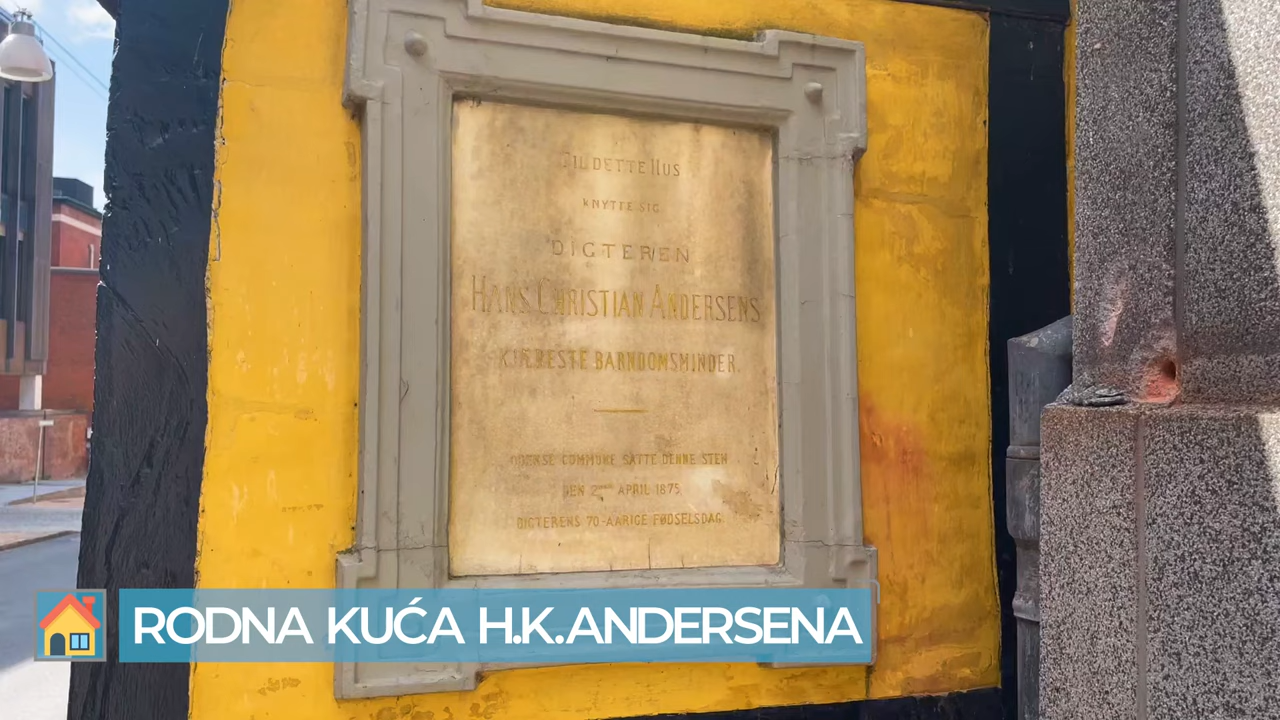 TIL DETTE HUS
KNYTTE SIG
DIGTEREN
HANS CHRISTIAN ANDERSENS
KJÆRESTE BARNDOMSMINDER.
ODENSE COMMUNE SATTE DENNE STEN
DEN 2DEN APRIL 1875
DIGTERENS 70-AARIGE FØDSELSDAG.
RODNA KUĆA H.K.ANDERSENA